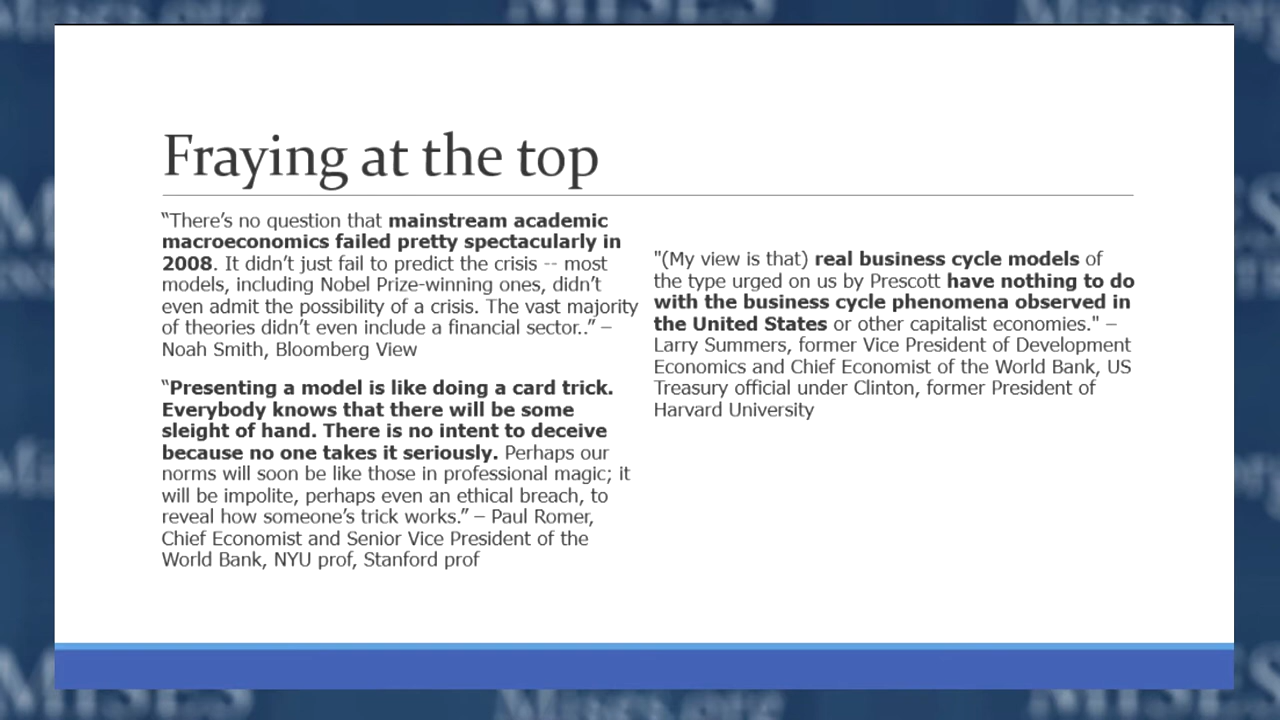 Fraying at the top
“There’s no question that mainstream academic
macroeconomics failed pretty spectacularly in
2008. It didn’t just fail to predict the crisis -- most
models, including Nobel Prize-winning ones, didn’t
even admit the possibility of a crisis. The vast majority
of theories didn’t even include a financial sector..” –
Noah Smith, Bloomberg View
“Presenting a model is like doing a card trick.
Everybody knows that there will be some
sleight of hand. There is no intent to deceive
because no one takes it seriously. Perhaps our
norms will soon be like those in professional magic; it
will be impolite, perhaps even an ethical breach, to
reveal how someone’s trick works.” – Paul Romer,
Chief Economist and Senior Vice President of the
World Bank, NYU prof, Stanford prof
"(My view is that) real business cycle models of
the type urged on us by Prescott have nothing to do
with the business cycle phenomena observed in
the United States or other capitalist economies." –
Larry Summers, former Vice President of Development
Economics and Chief Economist of the World Bank, US
Treasury official under Clinton, former President of
Harvard University